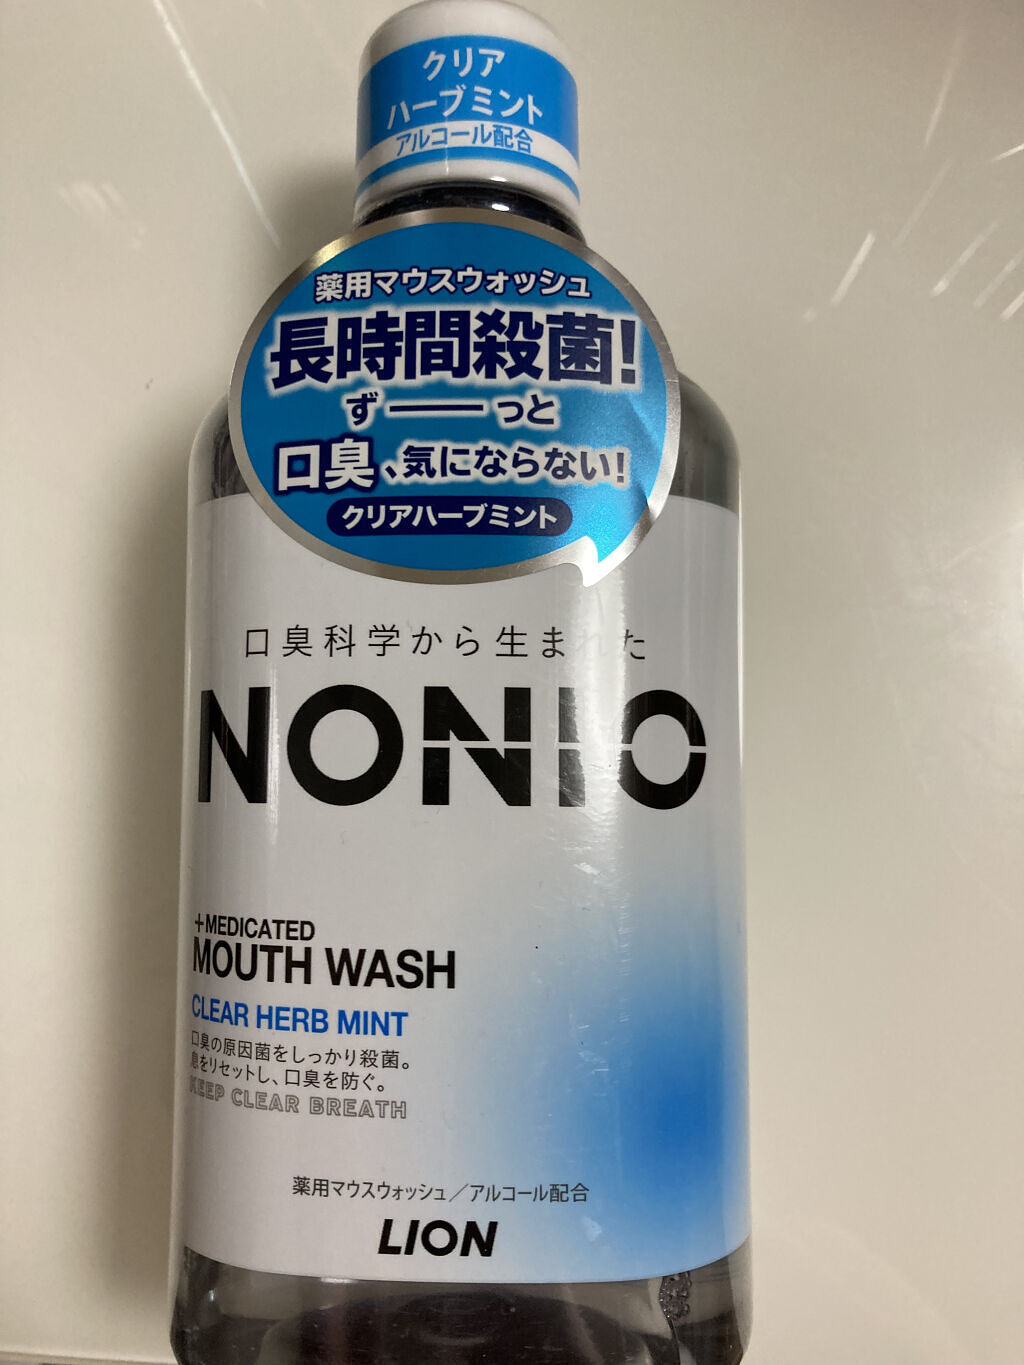 クリア
ハーブミント
アルコール配合
薬用マウスウォッシュ
長時間殺菌!
ず──っと
口臭、気にならない!
クリアハーブミント
口臭科学から生まれた
NONIO
+MEDICATED
MOUTH WASH
CLEAR HERB MINT
口臭の原因菌をしっかり殺菌。
息をリセットし、口臭を防ぐ。
KEEP CLEAR BREATH
薬用マウスウォッシュ/アルコール配合
LION